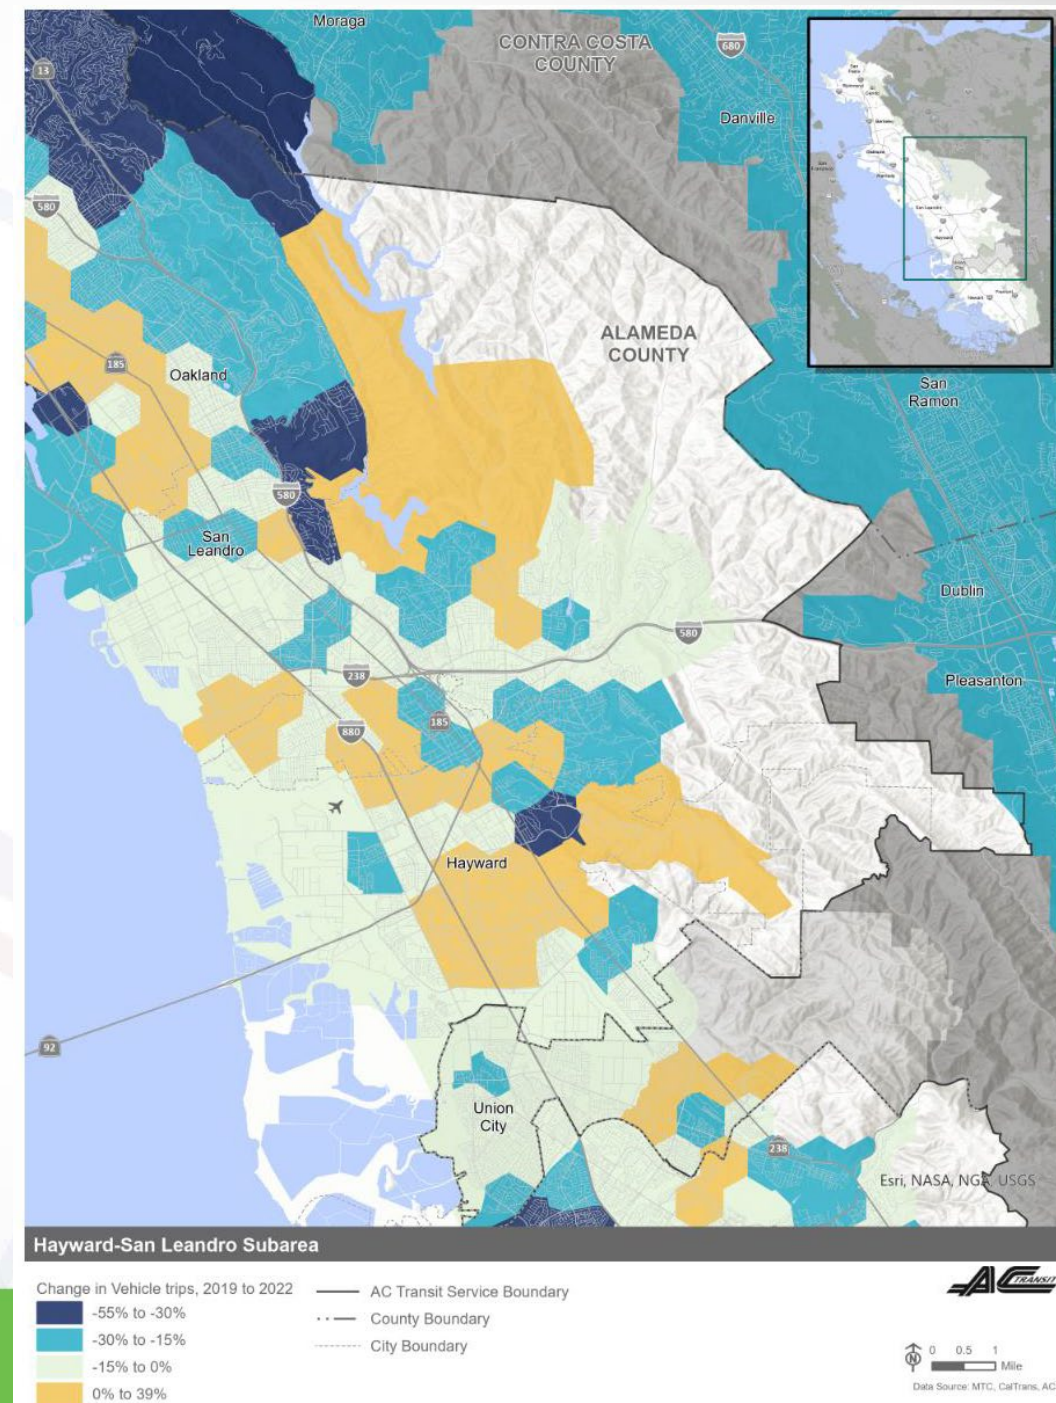 Moraga
CONTRA COSTA
COUNTY
680
13
Danville
580
ALAMEDA
COUNTY
185
Oakland
San
Ramon
580
San
Leandro
Dublin
580
238
Pleasanton
185
880
Hayward
92
Union
City
238
Esri, NASA, NGA, USGS
Hayward-San Leandro Subarea
Change in Vehicle trips, 2019 to 2022
-55% to -30%
-30% to -15%
-15% to 0%
0% to 39%
AC Transit Service Boundary
County Boundary
City Boundary
AC TRANSIT
N
0 0.5 1
Mile
Data Source: MTC, CalTrans, AC